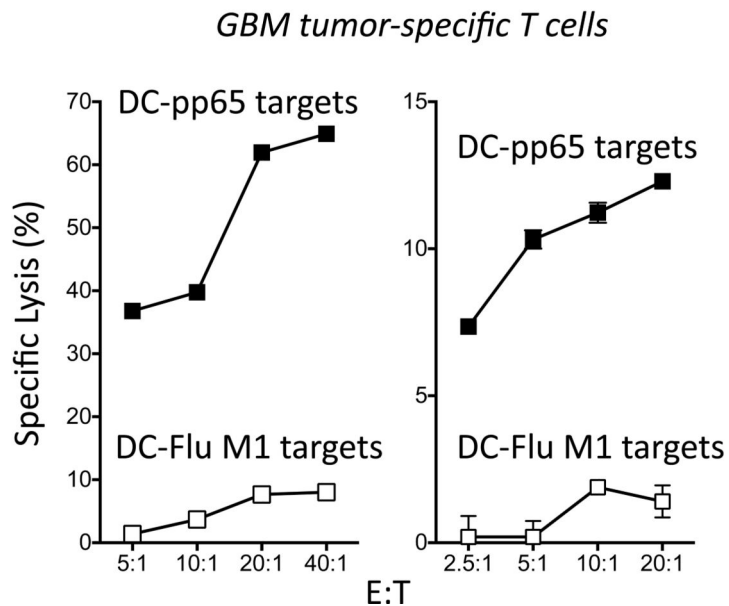 GBM tumor-specific T cells
Specific Lysis (%)
70
60
50
40
30
20
10
0
DC-pp65 targets
DC-Flu M1 targets
5:1 10:1 20:1 40:1
15
10
5
0
DC-pp65 targets
DC-Flu M1 targets
2.5:1 5:1 10:1 20:1
E:T